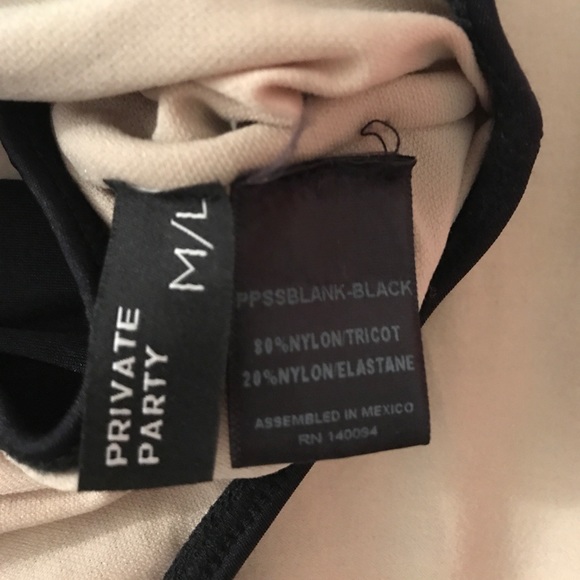 PRIVATE
PARTY
M/L
PPSSBLANK-BLACK
80%NYLON/TRICOT
20%NYLON/ELASTANE
ASSEMBLED IN MEXICO
RN 140094